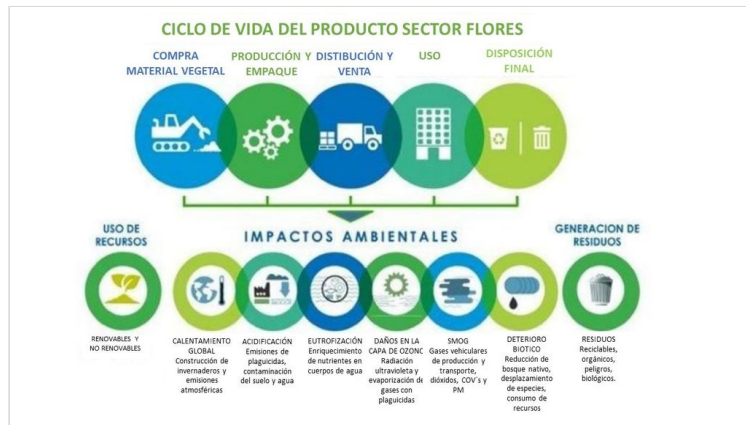 CICLO DE VIDA DEL PRODUCTO SECTOR FLORES
COMPRA
MATERIAL VEGETAL
PRODUCCIÓN Y
EMPAQUE
DISTIBUCIÓN Y
VENTA
USO
DISPOSICIÓN
FINAL
USO DE
RECURSOS
IMPACTOS AMBIENTALES
GENERACION DE
RESIDUOS
RENOVABLES Y
NO RENOVABLES
CALENTAMIENTO
GLOBAL
Construcción de
invernaderos y
emisiones
atmosféricas
ACIDIFICACIÓN
Emisiones de
plaguicidas,
contaminación
del suelo y agua
EUTROFIZACIÓN
Enriquecimiento
de nutrientes en
cuerpos de agua
DAÑOS EN LA
CAPA DE OZONO
Radiación
ultravioleta y
evaporización de
gases con
plaguicidas
SMOG
Gases vehiculares
de producción y
transporte,
dióxidos, COV´s y
PM
DETERIORO
BIOTICO
Reducción de
bosque nativo,
desplazamiento
de especies,
consumo de
recursos
RESIDUOS
Reciclables,
orgánicos,
peligros,
biológicos.